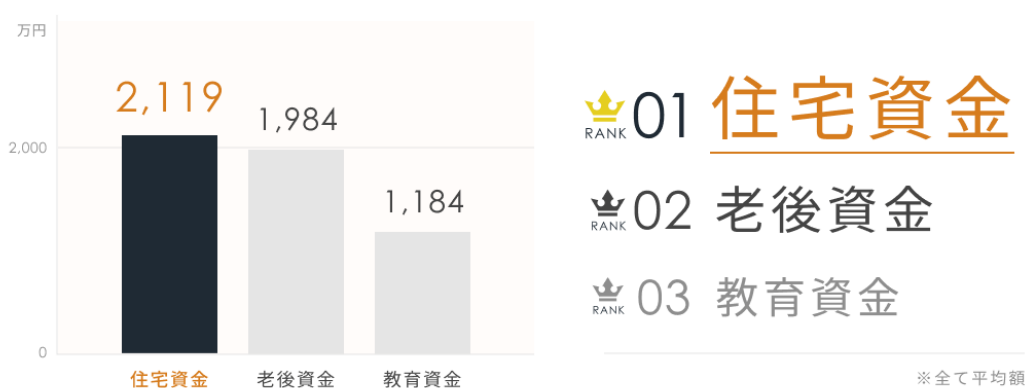 万円
2,119
1,984
1,184
2,000
0
住宅資金
老後資金
教育資金
RANK 01 住宅資金
RANK 02 老後資金
RANK 03 教育資金
※全て平均額